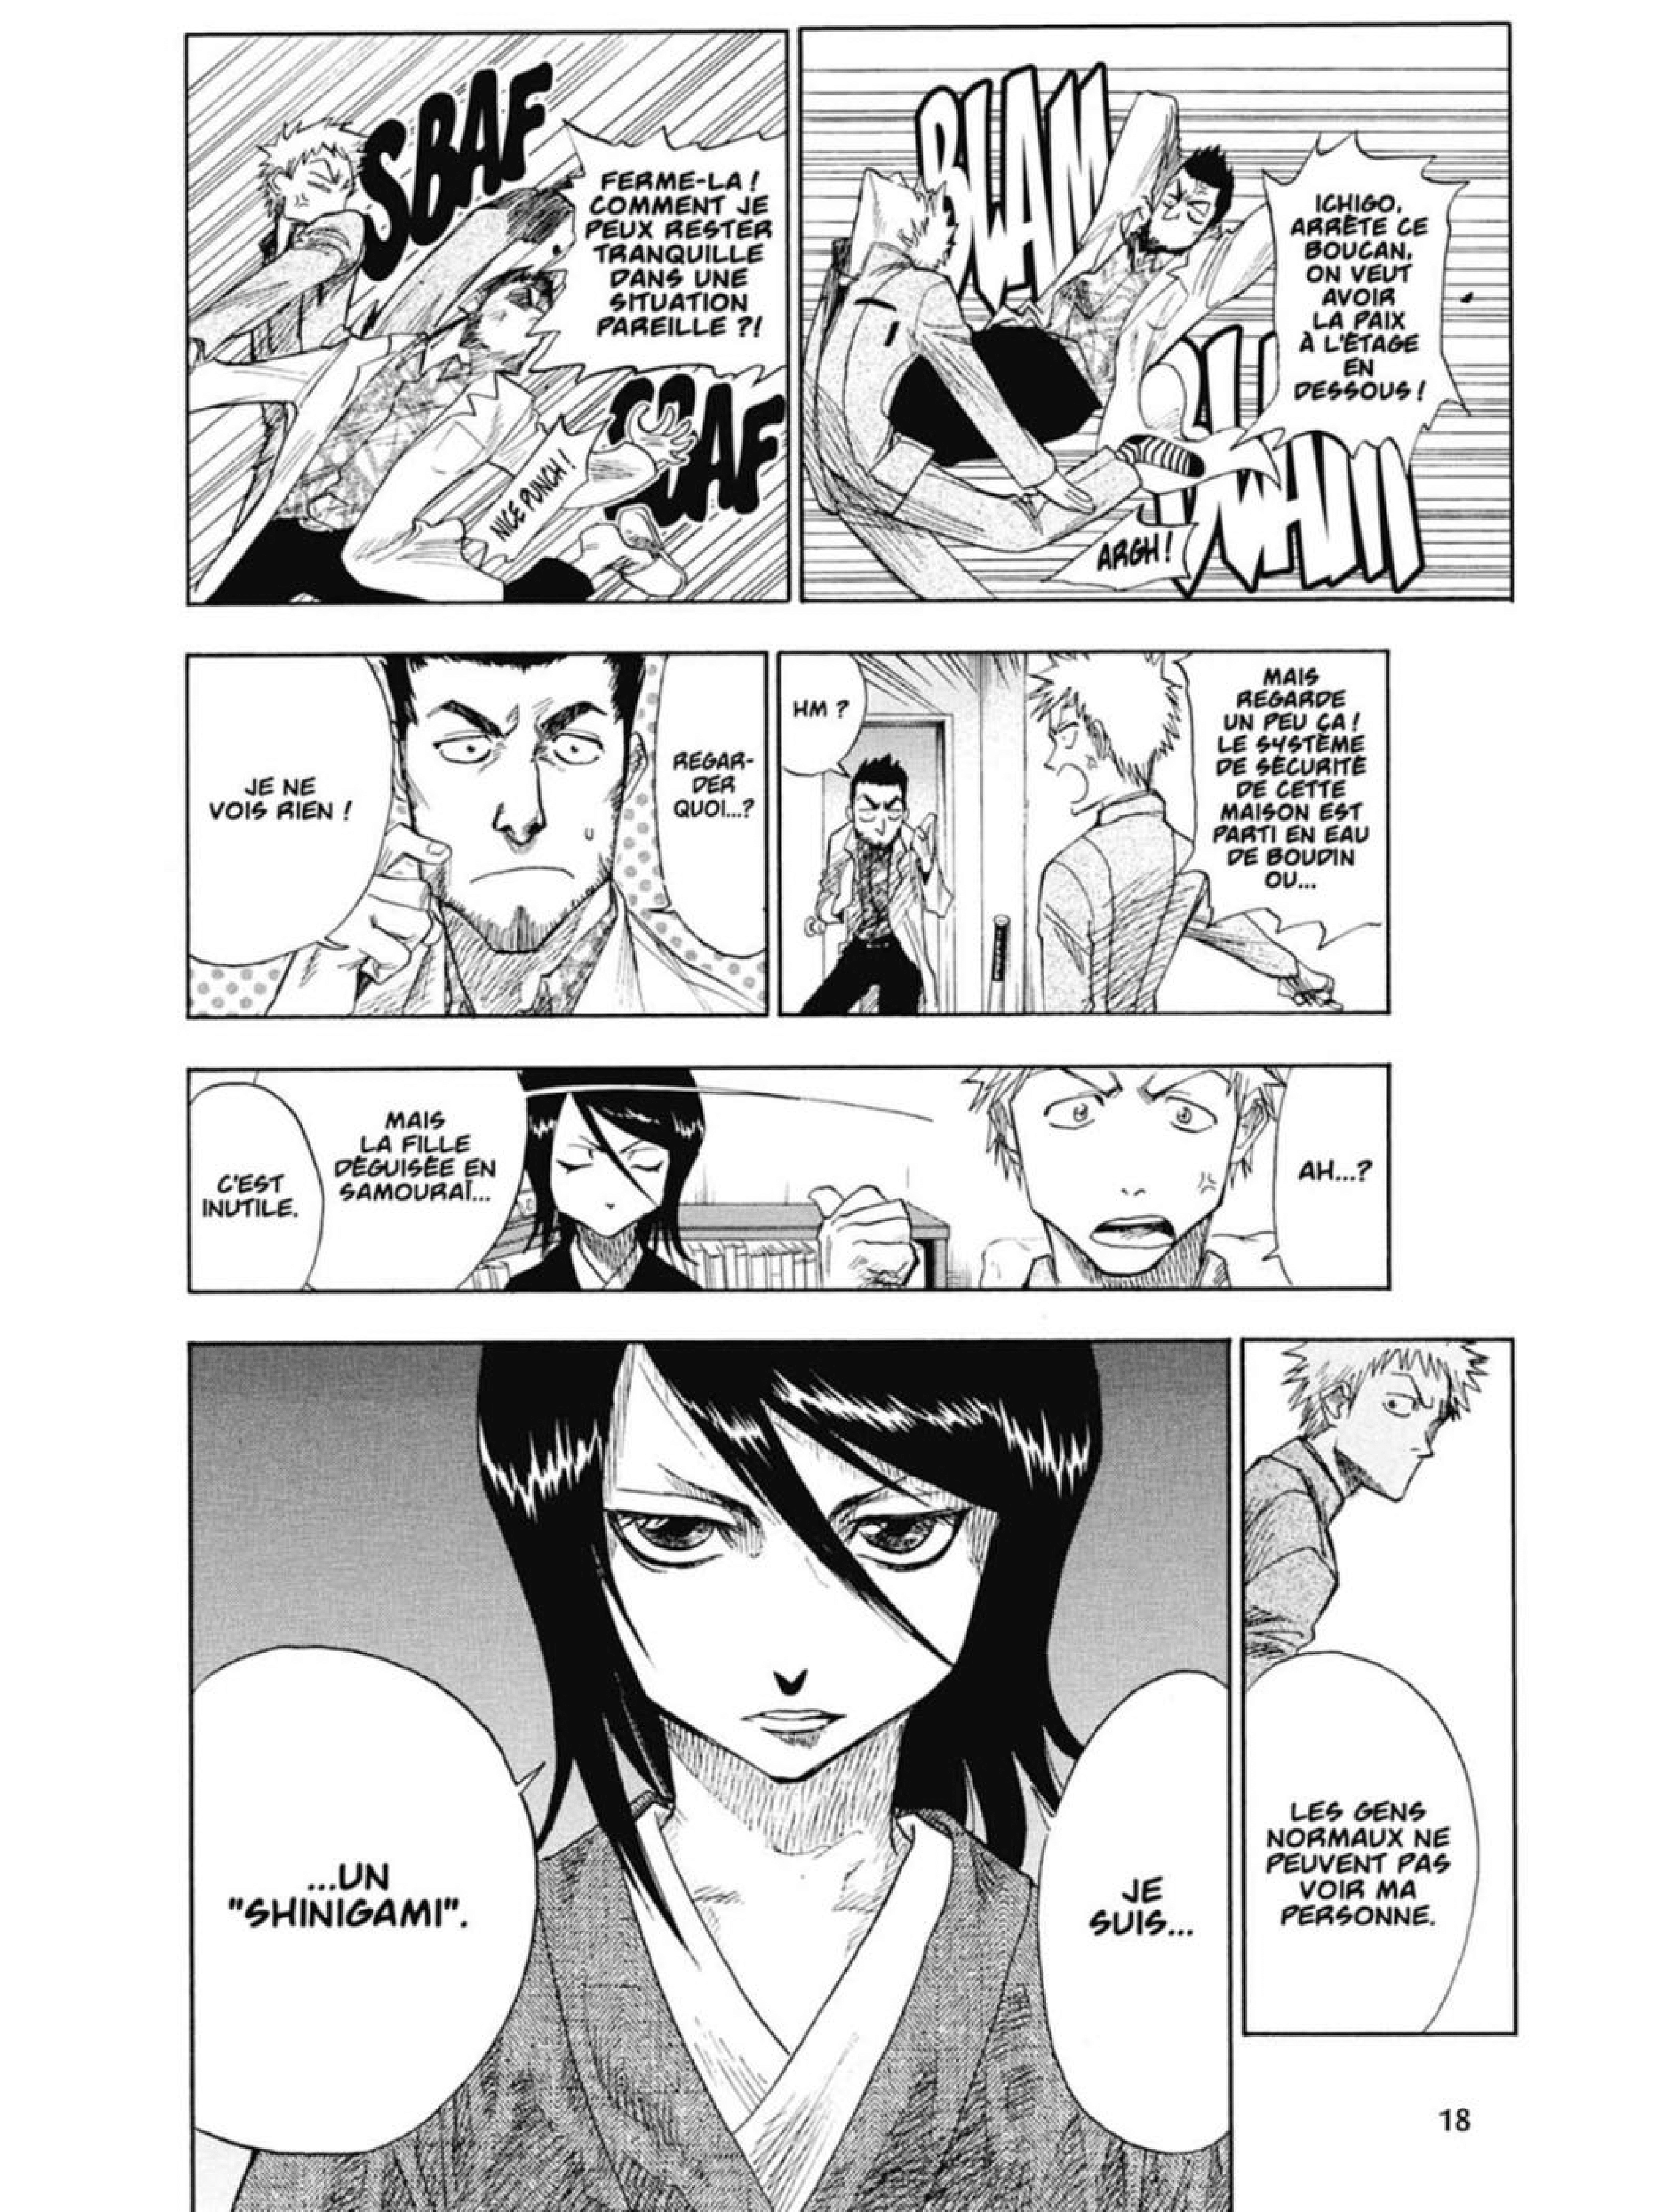 ICHIGO,
ARRÊTE CE
BOUCAN,
ON VEUT
AVOIR
LA PAIX
À L'ÉTAGE
EN
DESSOUS !
BLAM
ARGH !
FERME-LA !
COMMENT JE
PEUX RESTER
TRANQUILLE
DANS UNE
SITUATION
PAREILLE ?!
SBAF
SBAF
NICE PUNCH !
MAIS
REGARDE
UN PEU ÇA !
LE SYSTÈME
DE SÉCURITÉ
DE CETTE
MAISON EST
PARTI EN EAU
DE BOUDIN
OU...
HM ?
REGAR-
DER
QUOI...?
JE NE
VOIS RIEN !
AH...?
MAIS
LA FILLE
DÉGUISÉE EN
SAMOURAÏ...
C'EST
INUTILE.
LES GENS
NORMAUX NE
PEUVENT PAS
VOIR MA
PERSONNE.
JE
SUIS...
...UN
"SHINIGAMI".
18